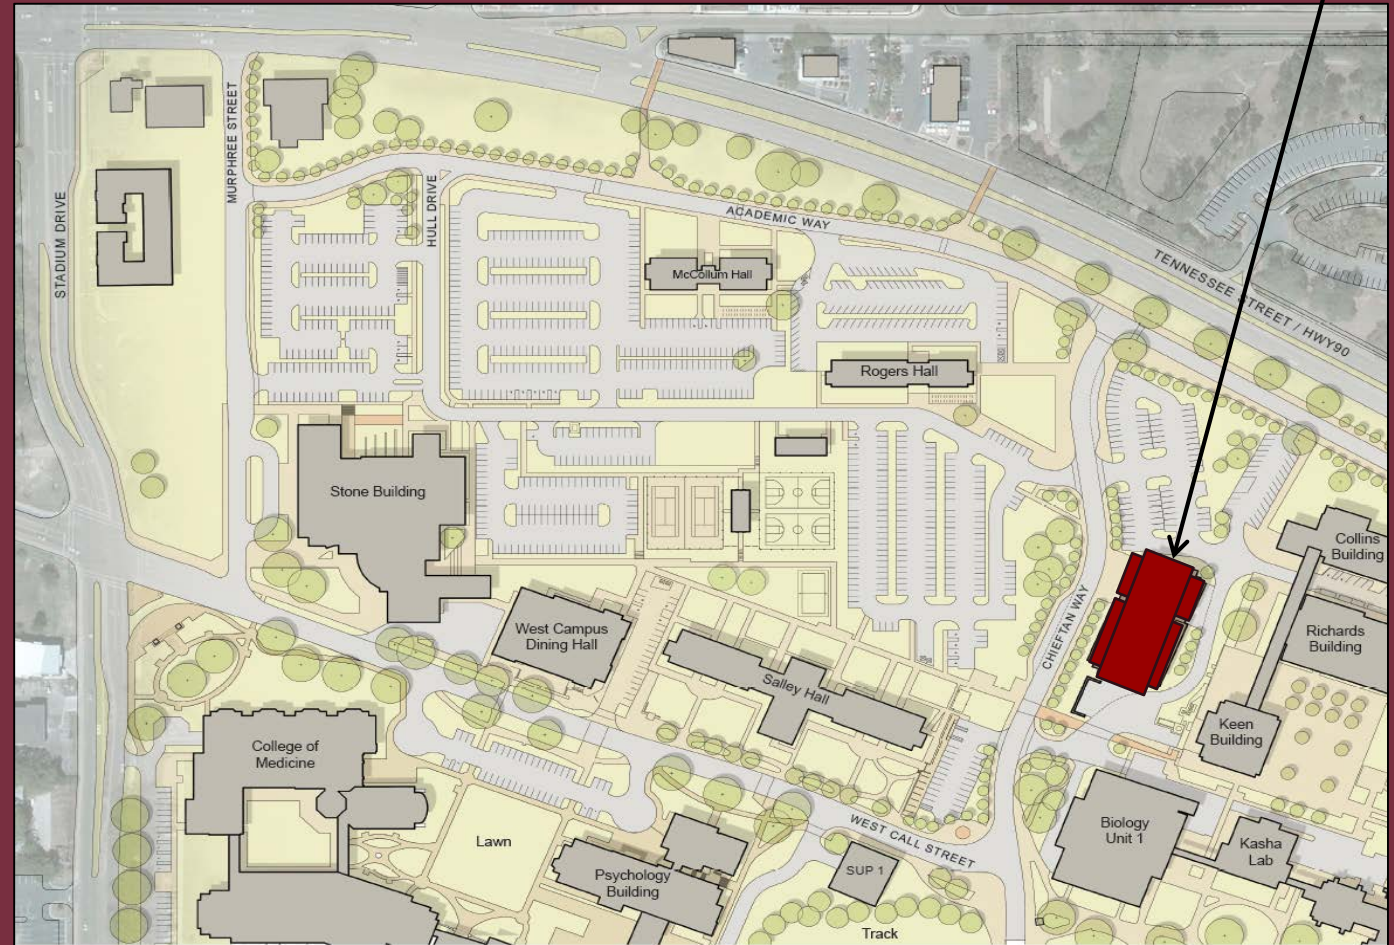 MURPHREE STREET
STADIUM DRIVE
HULL DRIVE
ACADEMIC WAY
TENNESSEE STREET / HWY90
McCollum Hall
Rogers Hall
Stone Building
Collins
Building
CHIEFTAN WAY
West Campus
Dining Hall
Richards
Building
Salley Hall
Keen
Building
College of
Medicine
Lawn
WEST CALL STREET
Biology
Unit 1
Kasha
Lab
SUP 1
Psychology
Building
Track